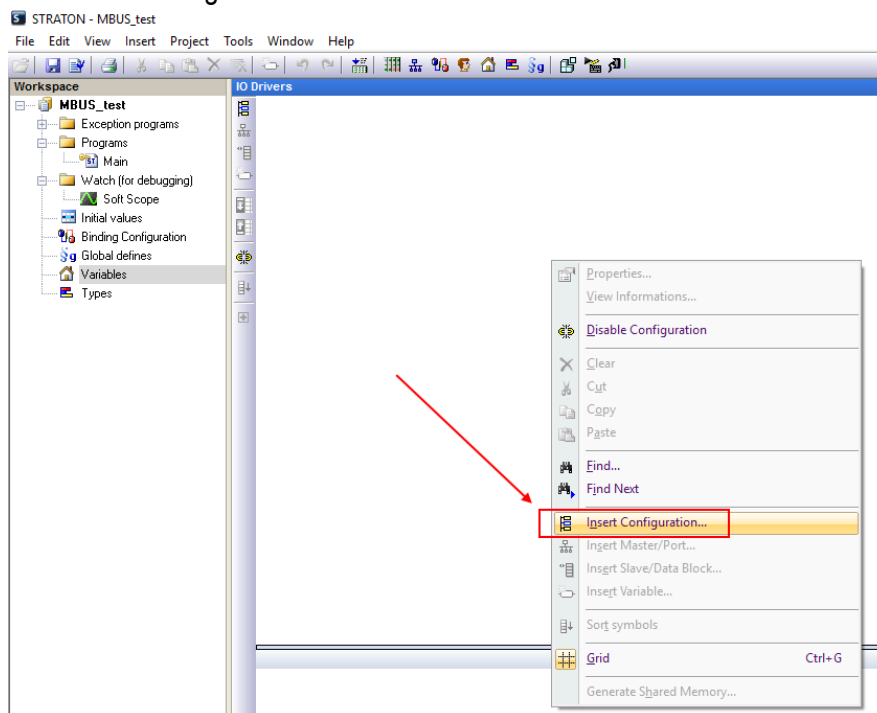 STRATON - MBUS_test
File Edit View Insert Project Tools Window Help
Workspace
IO Drivers
MBUS_test
Exception programs
Programs
Main
Watch (for debugging)
Soft Scope
Initial values
Binding Configuration
Global defines
Variables
Types
Properties...
View Informations...
Disable Configuration
Clear
Cut
Copy
Paste
Find...
Find Next
Insert Configuration...
Insert Master/Port...
Insert Slave/Data Block...
Insert Variable...
Sort symbols
Grid Ctrl+G
Generate Shared Memory...